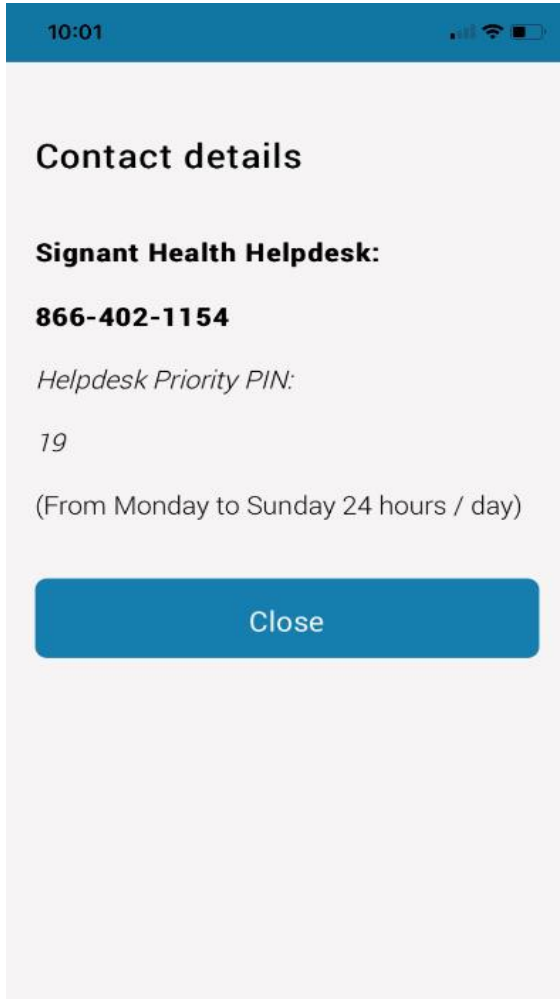 10:01
Contact details
Signant Health Helpdesk:
866-402-1154
Helpdesk Priority PIN:
19
(From Monday to Sunday 24 hours / day)
Close